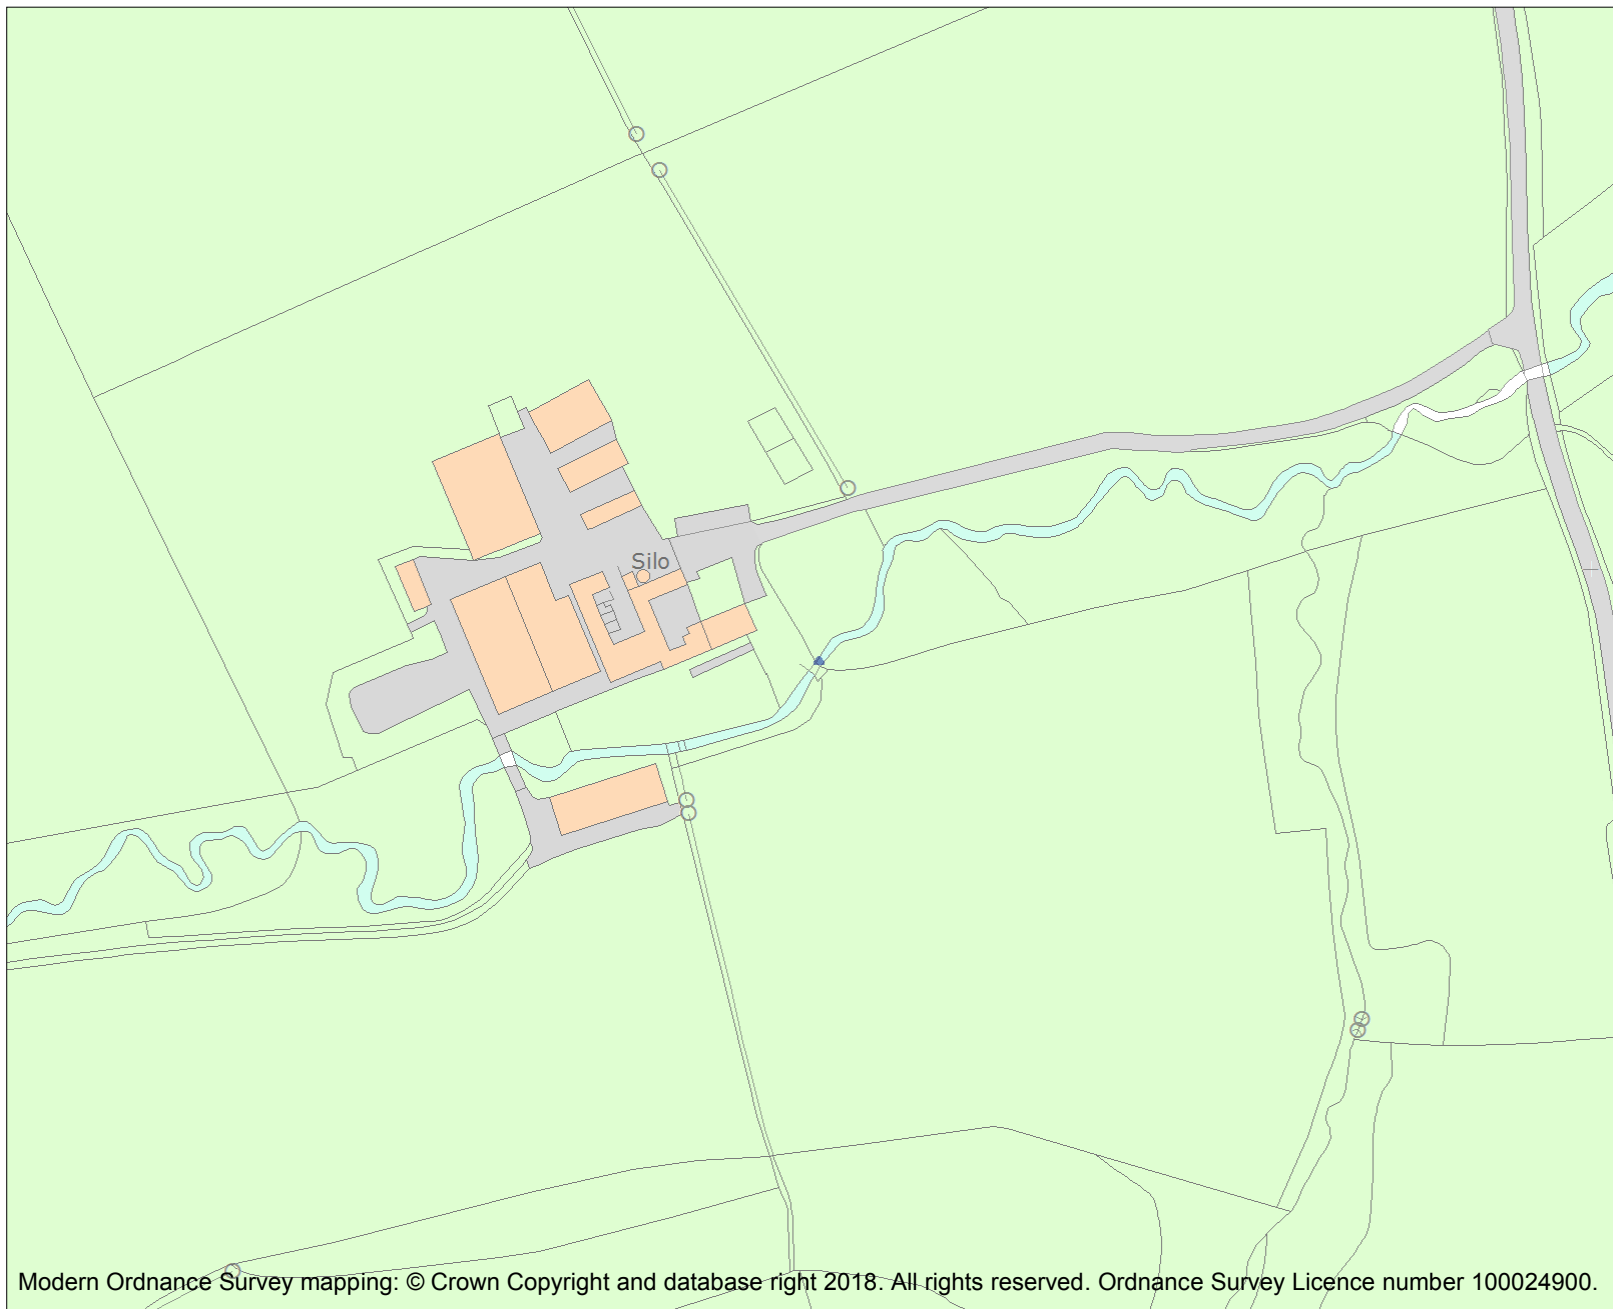 Silo
Modern Ordnance Survey mapping: © Crown Copyright and database right 2018. All rights reserved. Ordnance Survey Licence number 100024900.